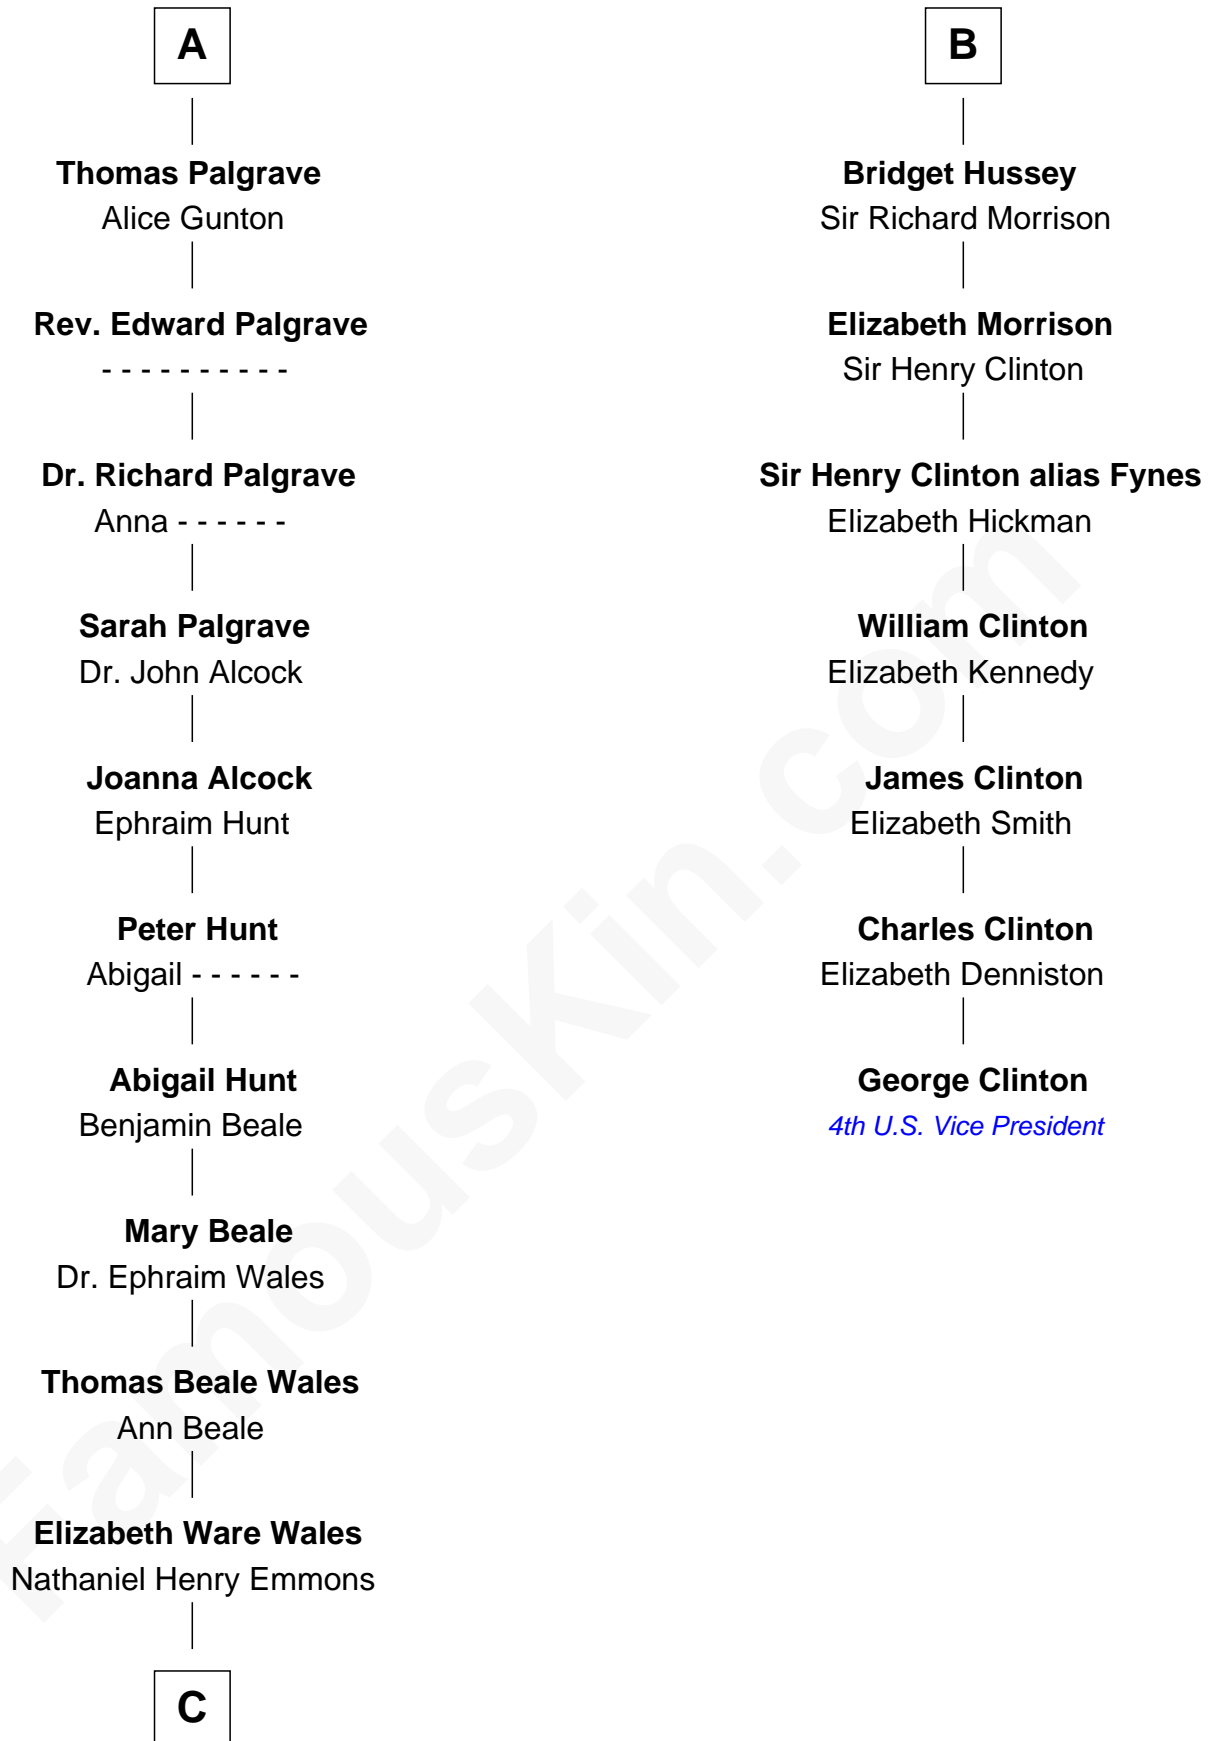 A
Thomas Palgrave
Alice Gunton
Rev. Edward Palgrave
- - - - - - - - - -
Dr. Richard Palgrave
Anna - - - - - -
Sarah Palgrave
Dr. John Alcock
Joanna Alcock
Ephraim Hunt
Peter Hunt
Abigail - - - - - -
Abigail Hunt
Benjamin Beale
Mary Beale
Dr. Ephraim Wales
Thomas Beale Wales
Ann Beale
Elizabeth Ware Wales
Nathaniel Henry Emmons
C
B
Bridget Hussey
Sir Richard Morrison
Elizabeth Morrison
Sir Henry Clinton
Sir Henry Clinton alias Fynes
Elizabeth Hickman
William Clinton
Elizabeth Kennedy
James Clinton
Elizabeth Smith
Charles Clinton
Elizabeth Denniston
George Clinton
4th U.S. Vice President
FamousKin.com